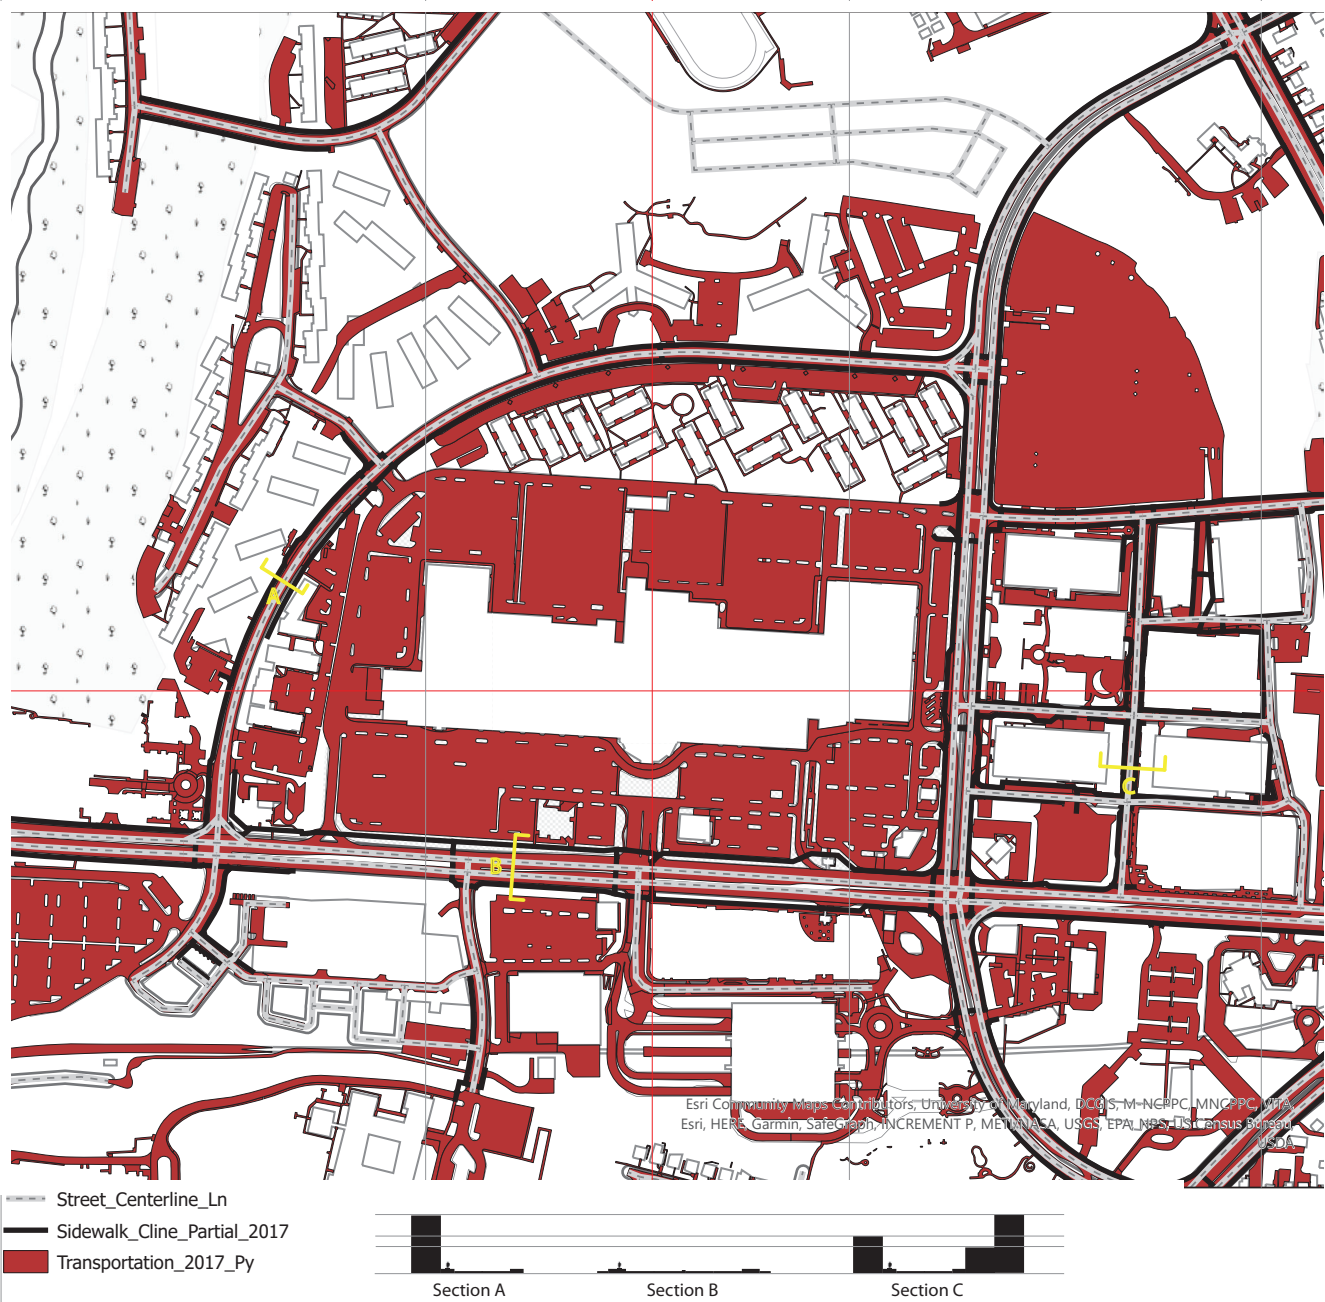 A
B
C
Esri Community Maps Contributors, University of Maryland, DCGIS, M-NCPPC, MNCPPC, VITA,
Esri, HERE, Garmin, SafeGraph, INCREMENT P, METI/NASA, USGS, EPA, NPS, US Census Bureau,
USDA
Street_Centerline_Ln
Sidewalk_Cline_Partial_2017
Transportation_2017_Py
Section A
Section B
Section C